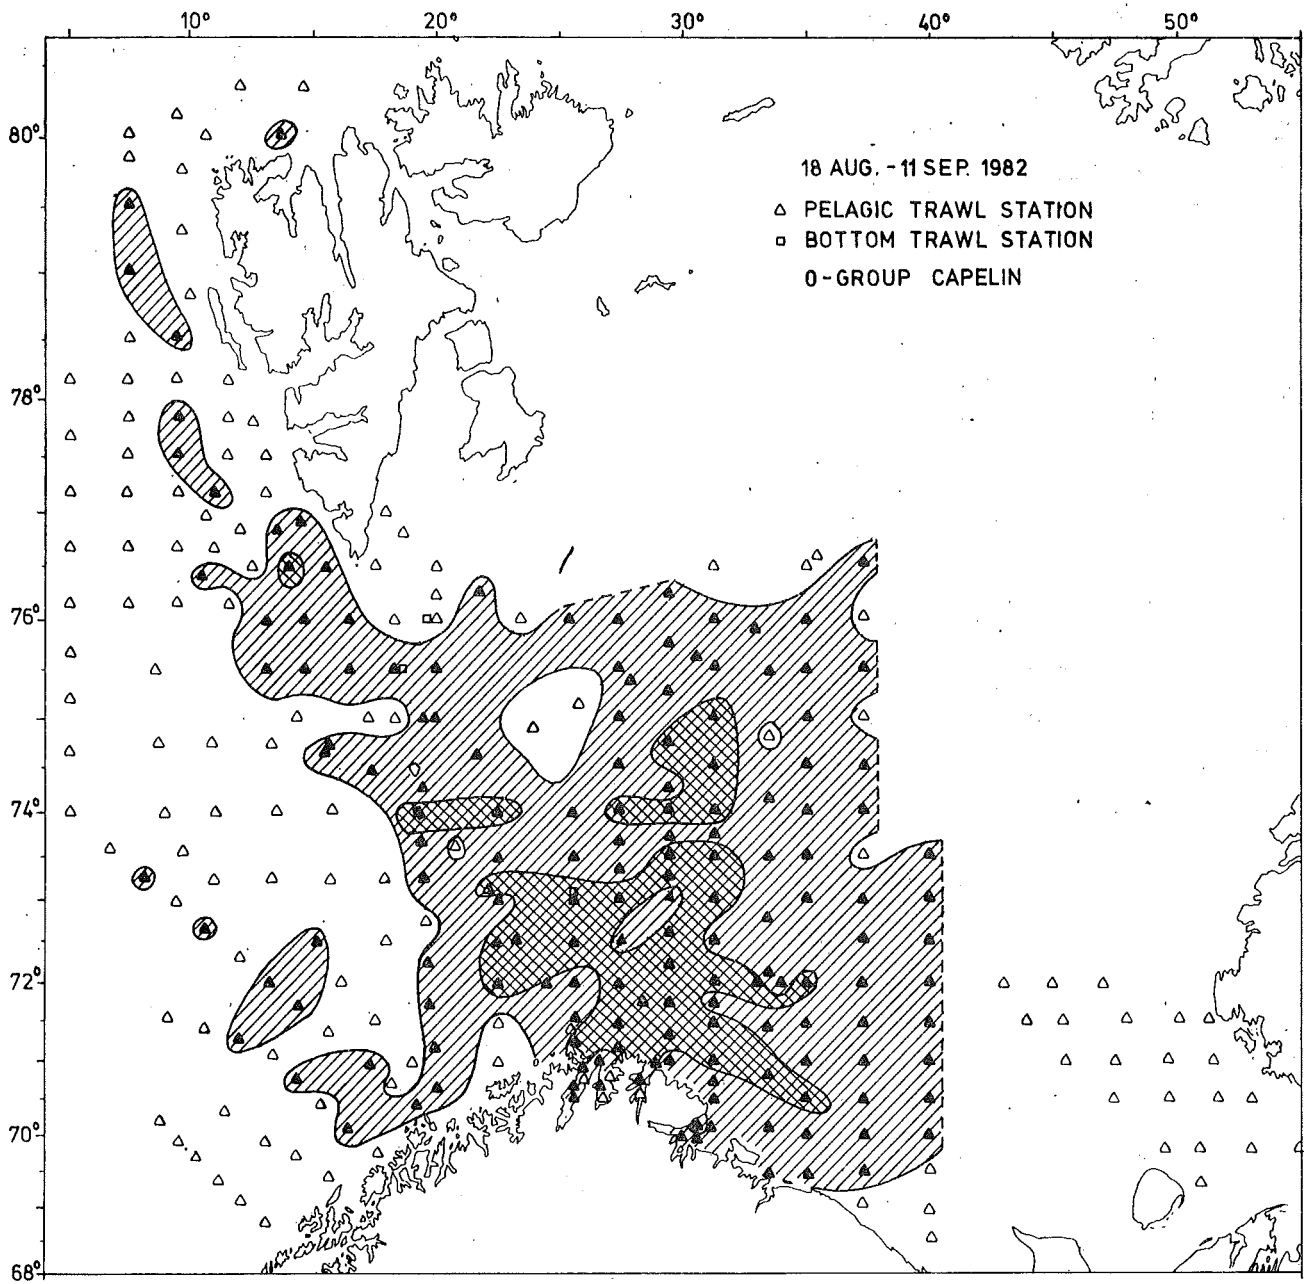 10° 20° 30° 40° 50°
80°
18 AUG. - 11 SEP. 1982
△ PELAGIC TRAWL STATION
□ BOTTOM TRAWL STATION
0-GROUP CAPELIN
78°
76°
74°
72°
70°
68°